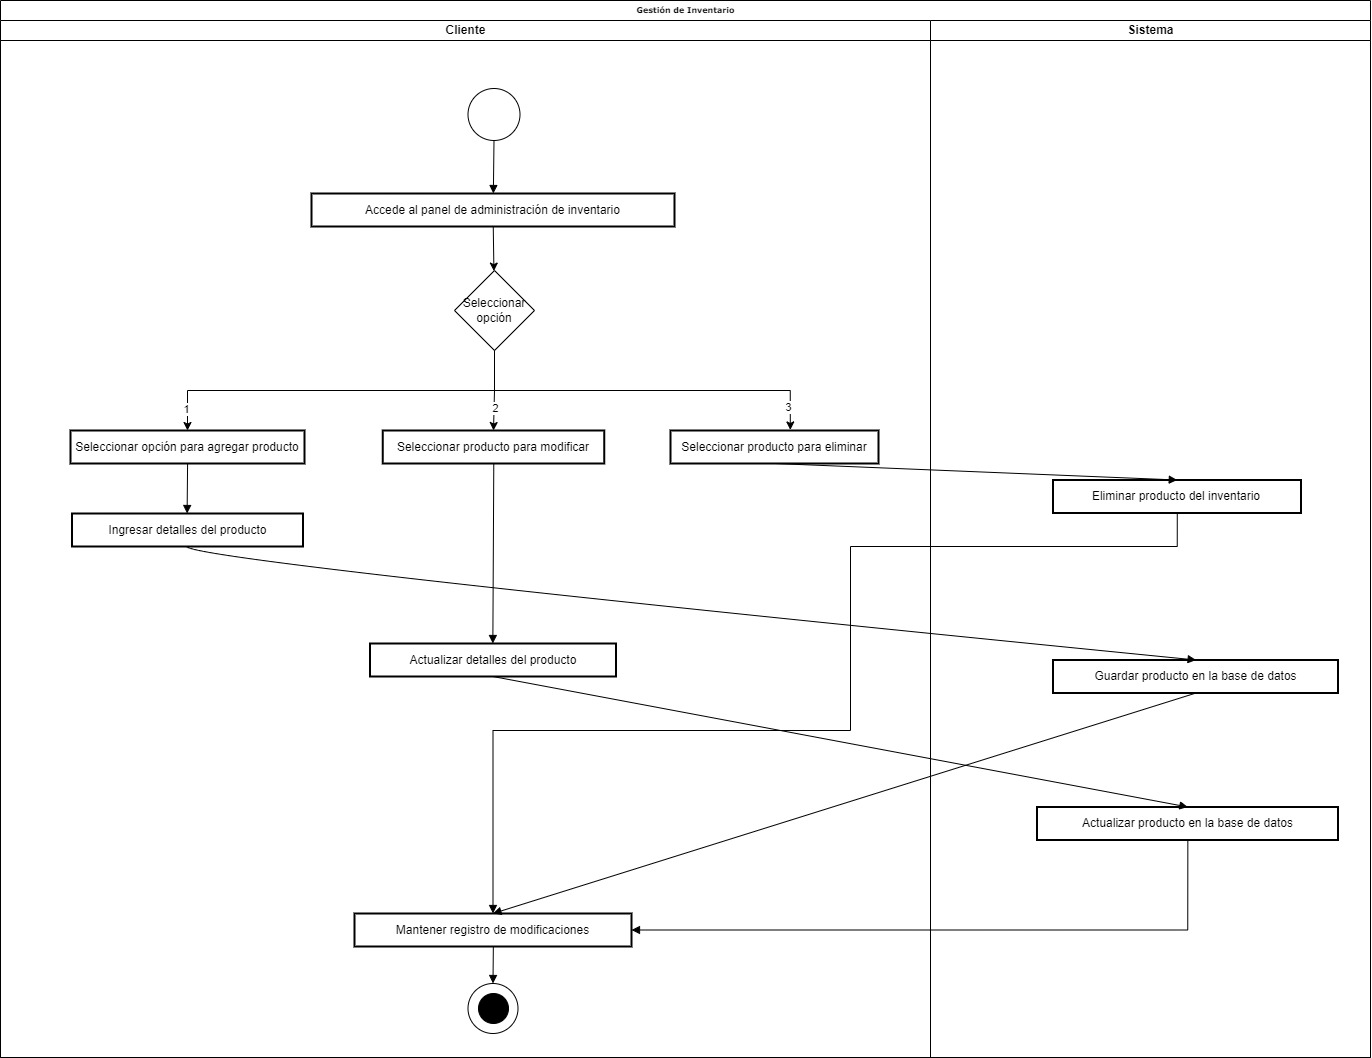 Gestión de Inventario
Cliente
Sistema
Accede al panel de administración de inventario
Seleccionar
opción
1
2
3
Seleccionar opción para agregar producto
Seleccionar producto para modificar
Seleccionar producto para eliminar
Eliminar producto del inventario
Ingresar detalles del producto
Actualizar detalles del producto
Guardar producto en la base de datos
Actualizar producto en la base de datos
Mantener registro de modificaciones